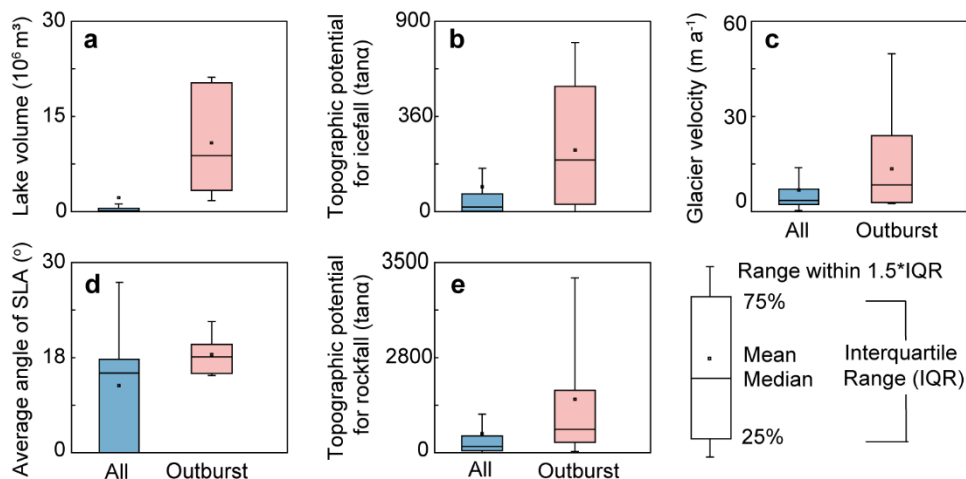 a
30
15
0
Lake volume (10⁶ m³)
b
900
360
0
Topographic potential
for icefall (tanα)
c
60
30
0
Glacier velocity (m a⁻¹)
All
Outburst
d
30
18
0
Average angle of SLA (°)
All
Outburst
e
3500
2800
0
Topographic potential
for rockfall (tanα)
All
Outburst
Range within 1.5*IQR
75%
Mean
Median
25%
Interquartile
Range (IQR)